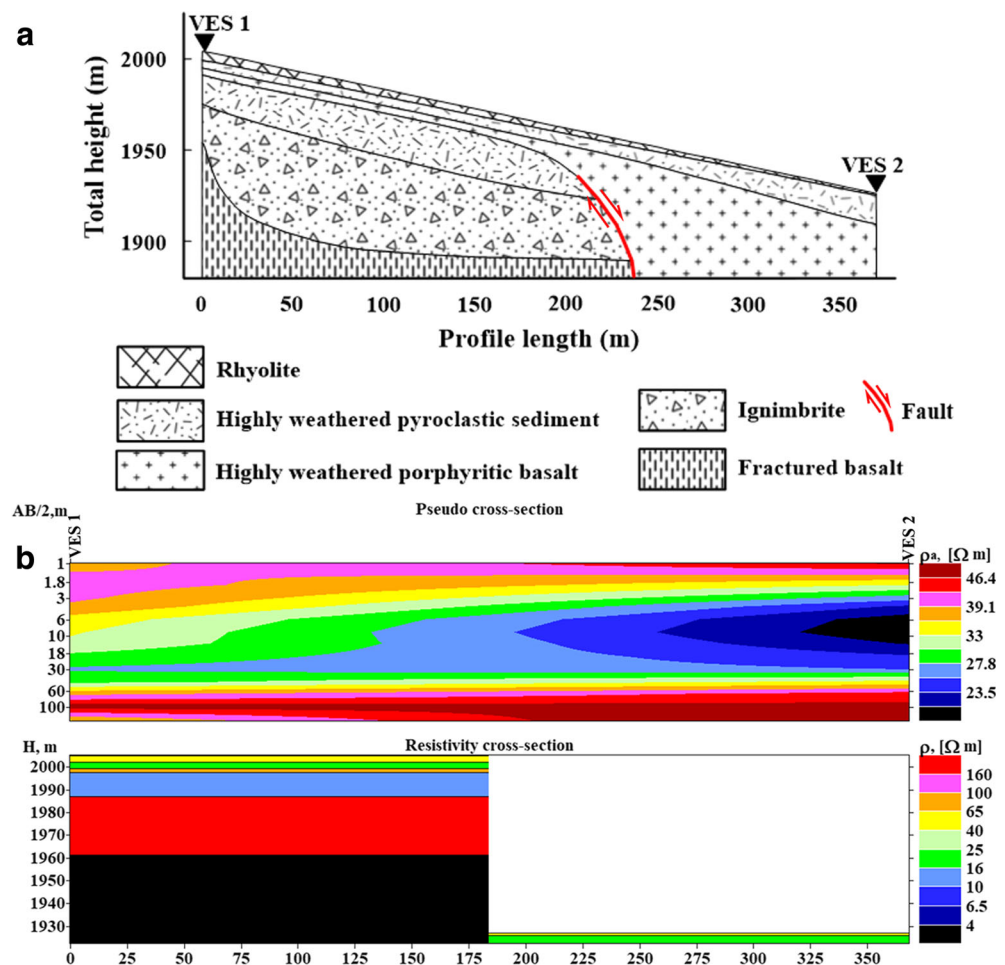 a
VES 1
VES 2
Total height (m)
2000
1950
1900
0 50 100 150 200 250 300 350
Profile length (m)
Rhyolite
Highly weathered pyroclastic sediment
Highly weathered porphyritic basalt
Ignimbrite
Fault
Fractured basalt
b
AB/2,m
VES 1
Pseudo cross-section
VES 2
ρa, [Ω m]
1
1.8
3
6
10
18
30
60
100
46.4
39.1
33
27.8
23.5
H, m
Resistivity cross-section
ρ, [Ω m]
2000
1990
1980
1970
1960
1950
1940
1930
160
100
65
40
25
16
10
6.5
4
0 25 50 75 100 125 150 175 200 225 250 275 300 325 350